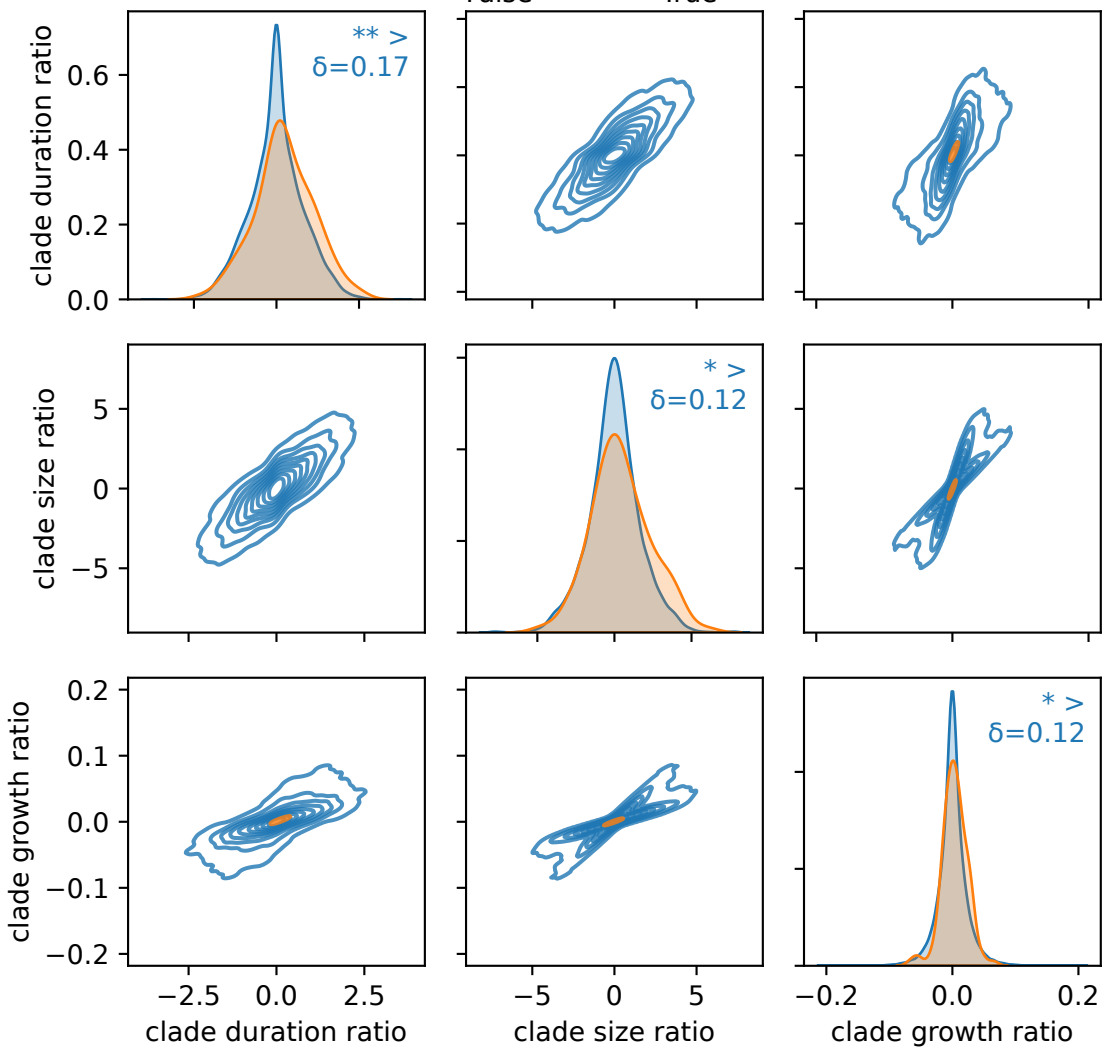 True
clade duration ratio
0.6
0.4
0.2
0.0
** >
δ=0.17
clade size ratio
5
0
−5
* >
δ=0.12
clade growth ratio
0.2
0.1
0.0
−0.1
−0.2
* >
δ=0.12
−2.5 0.0 2.5
−5 0 5
−0.2 0.0 0.2
clade duration ratio
clade size ratio
clade growth ratio